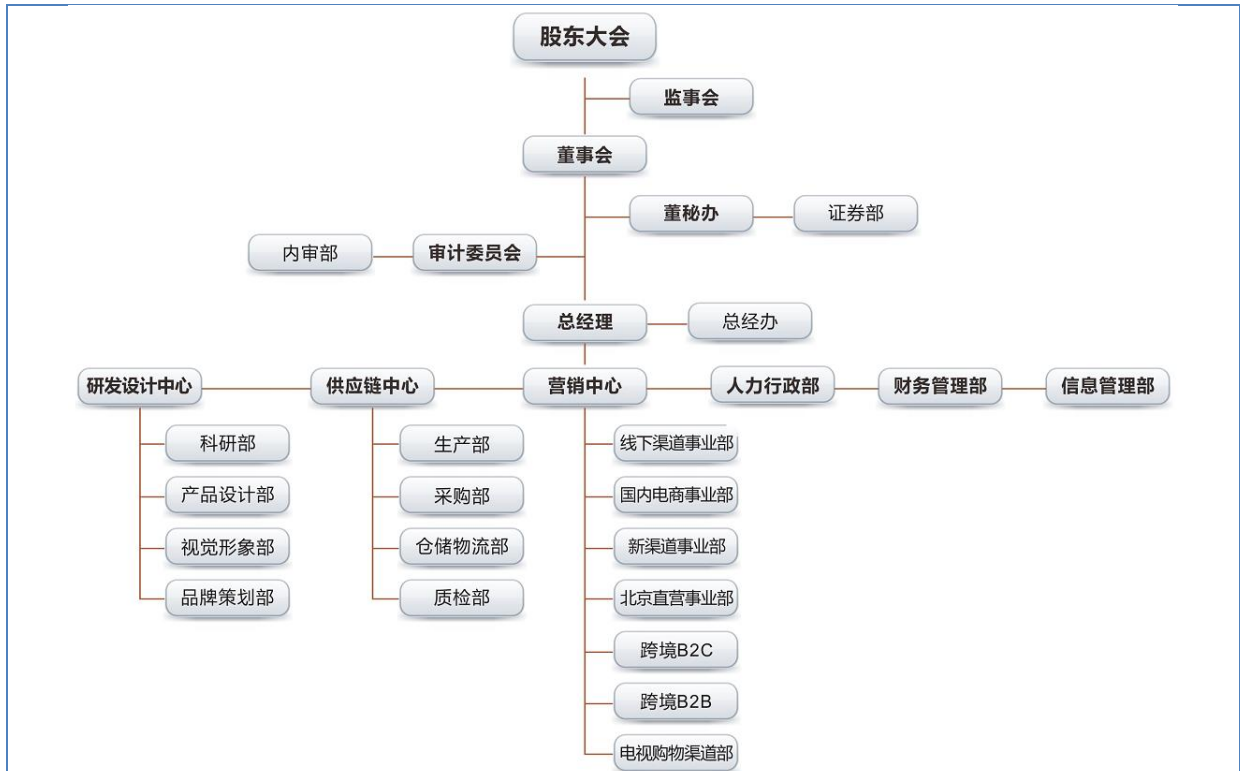 股东大会
监事会
董事会
董秘办
证券部
内审部
审计委员会
总经理
总经办
研发设计中心
供应链中心
营销中心
人力行政部
财务管理部
信息管理部
科研部
产品设计部
视觉形象部
品牌策划部
生产部
采购部
仓储物流部
质检部
线下渠道事业部
国内电商事业部
新渠道事业部
北京直营事业部
跨境B2C
跨境B2B
电视购物渠道部